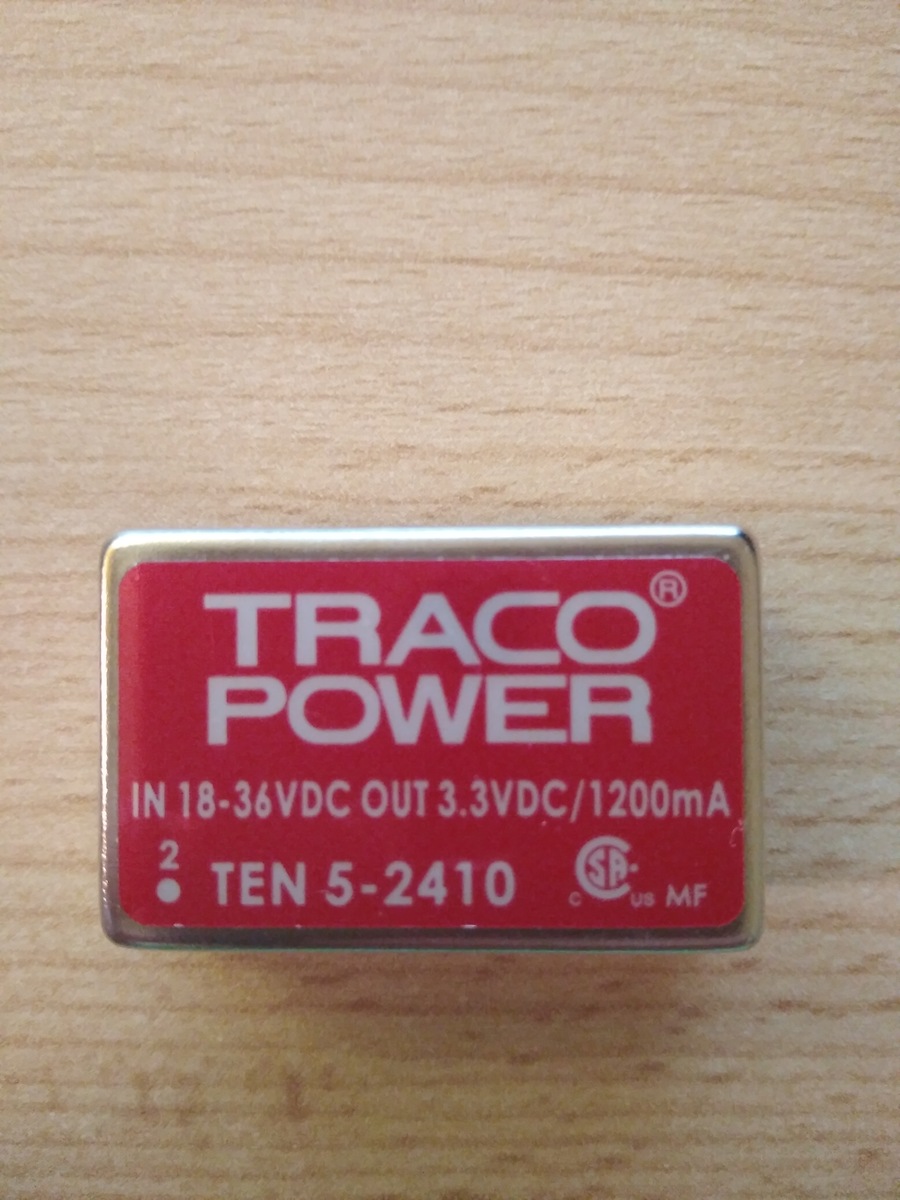 TRACO®
POWER
IN 18-36VDC OUT 3.3VDC/1200mA
2
TEN 5-2410
C SA US MF